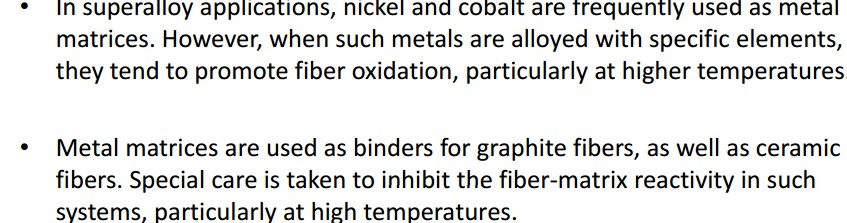 • In superalloy applications, nickel and cobalt are frequently used as metal
matrices. However, when such metals are alloyed with specific elements,
they tend to promote fiber oxidation, particularly at higher temperatures.
• Metal matrices are used as binders for graphite fibers, as well as ceramic
fibers. Special care is taken to inhibit the fiber-matrix reactivity in such
systems, particularly at high temperatures.